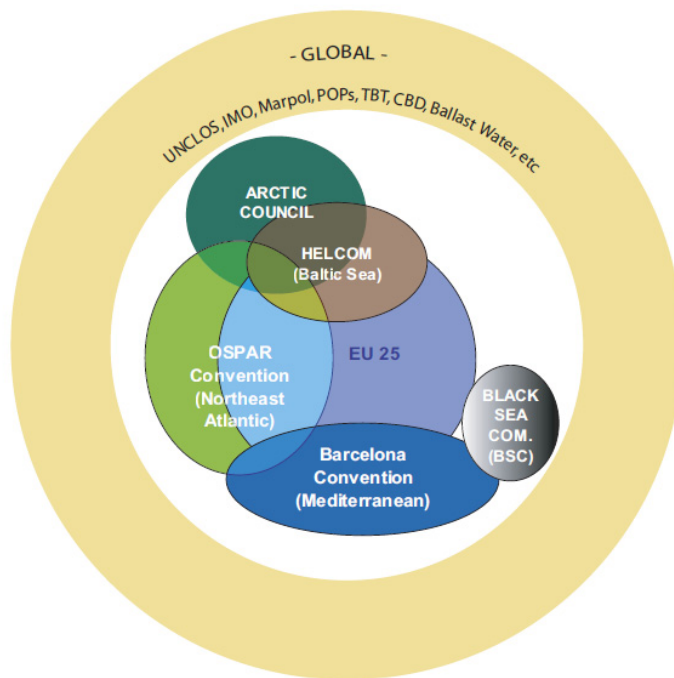 - GLOBAL -
UNCLOS, IMO, Marpol, POPs, TBT, CBD, Ballast Water, etc
ARCTIC
COUNCIL
HELCOM
(Baltic Sea)
OSPAR
Convention
(Northeast
Atlantic)
EU 25
BLACK
SEA
COM.
(BSC)
Barcelona
Convention
(Mediterranean)